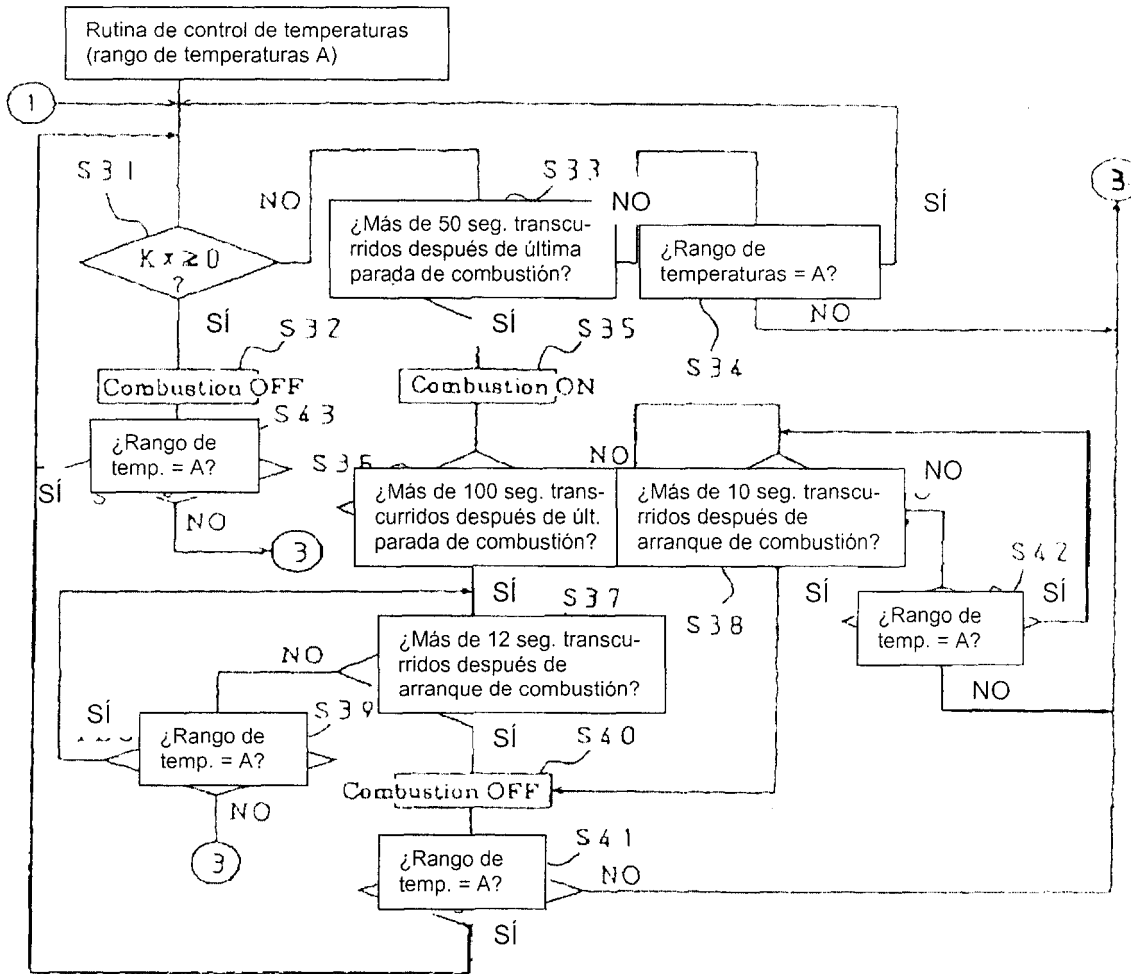 Rutina de control de temperaturas
(rango de temperaturas A)
1
S31
NO
S33
NO
SÍ
3
K x ≥ 0
?
¿Más de 50 seg. transcu-
rridos después de última
parada de combustión?
¿Rango de
temperaturas = A?
SÍ
S32
SÍ
S35
NO
S34
Combustion OFF
Combustion ON
S43
¿Rango de
temp. = A?
SÍ
NO
3
S36
NO
NO
¿Más de 100 seg. trans-
curridos después de últ.
parada de combustión?
¿Más de 10 seg. transcu-
rridos después de
arranque de combustión?
SÍ
S37
S38
SÍ
S42
SÍ
¿Rango de
temp. = A?
NO
NO
¿Más de 12 seg. transcu-
rridos después de
arranque de combustión?
SÍ
S39
¿Rango de
temp. = A?
NO
3
SÍ
S40
Combustion OFF
S41
¿Rango de
temp. = A?
NO
SÍ